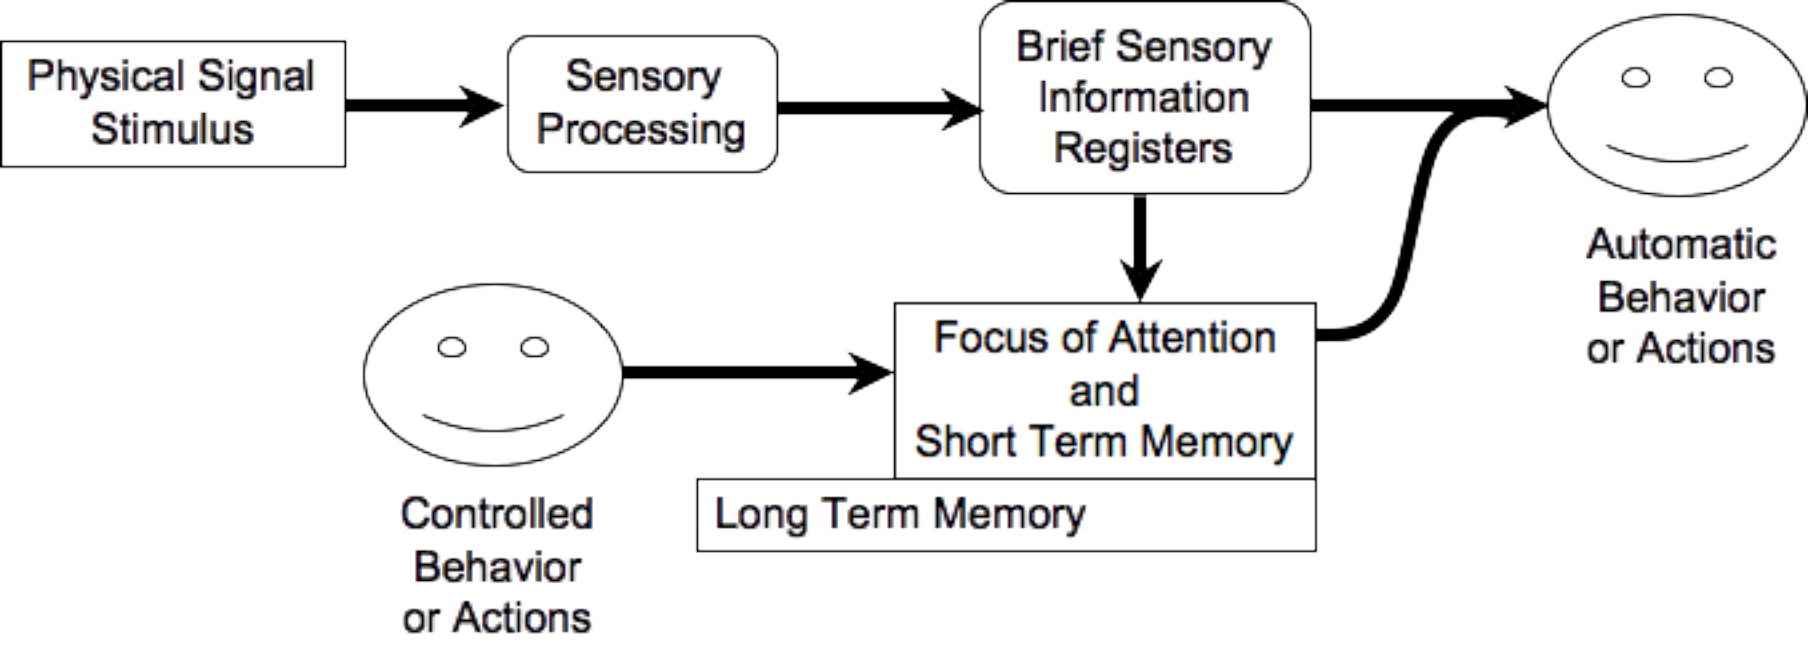 Physical Signal
Stimulus
Sensory
Processing
Brief Sensory
Information
Registers
Automatic
Behavior
or Actions
Focus of Attention
and
Short Term Memory
Long Term Memory
Controlled
Behavior
or Actions